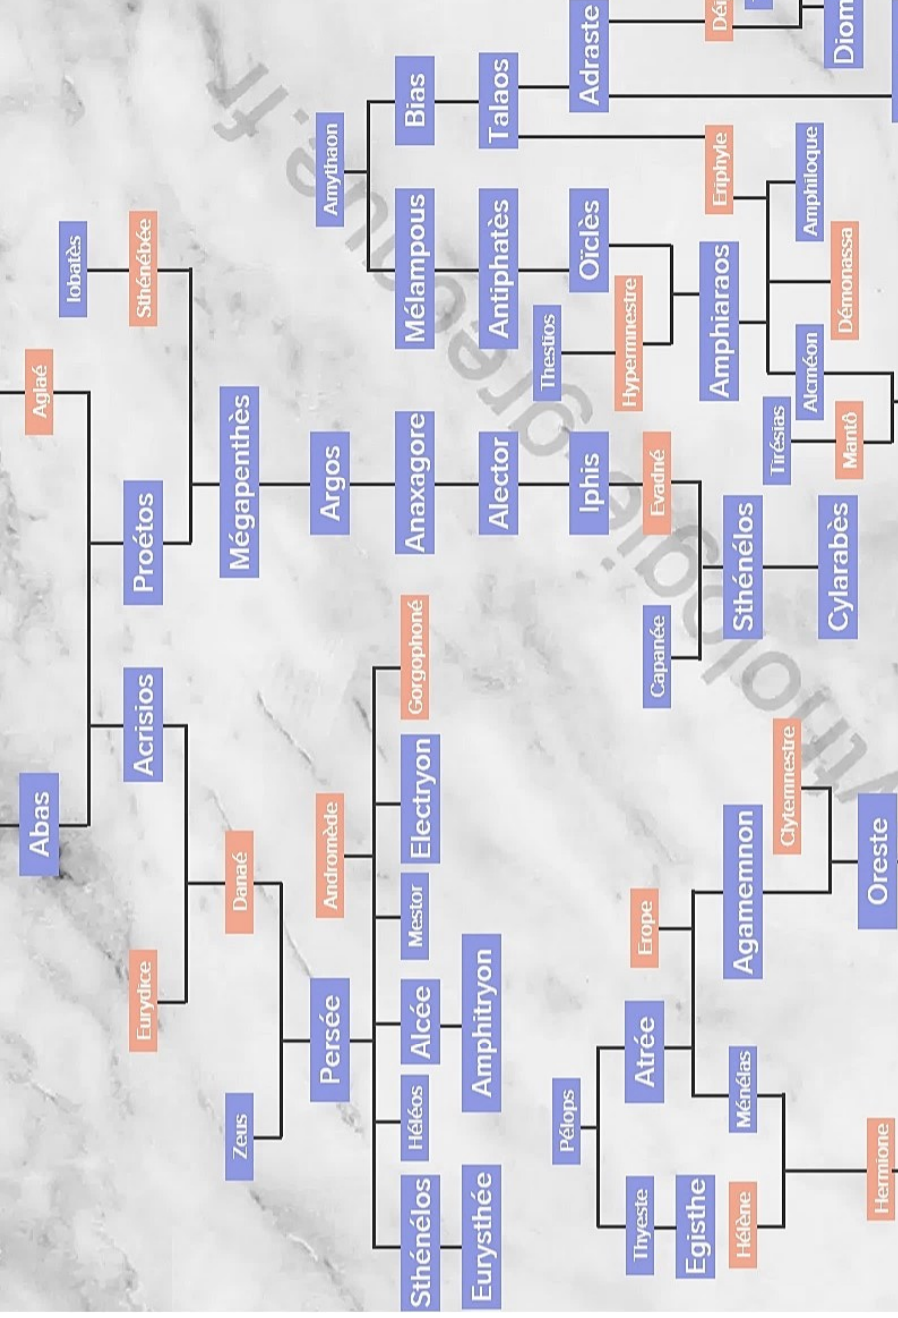 Abas
Aglaé
Iobatès
Eurydice
Acrisios
Proétos
Sthénébée
Zeus
Danaé
Mégapenthès
Persée
Andromède
Argos
Amythaon
Sthénélos
Héléos
Alcée
Mestor
Electryon
Gorgophoné
Anaxagore
Mélampous
Bias
Eurysthée
Amphitryon
Alector
Antiphatès
Talaos
Pélops
Thestios
Iphis
Oïclès
Adraste
Thyeste
Atrée
Erope
Capanée
Evadné
Hypermnestre
Egisthe
Hélène
Ménélas
Agamemnon
Sthénélos
Amphiaraos
Eriphyle
Clytemnestre
Tirésias
Alcméon
Amphiloque
Cylarabès
Mantô
Démonassa
Diom
Hermione
Oreste